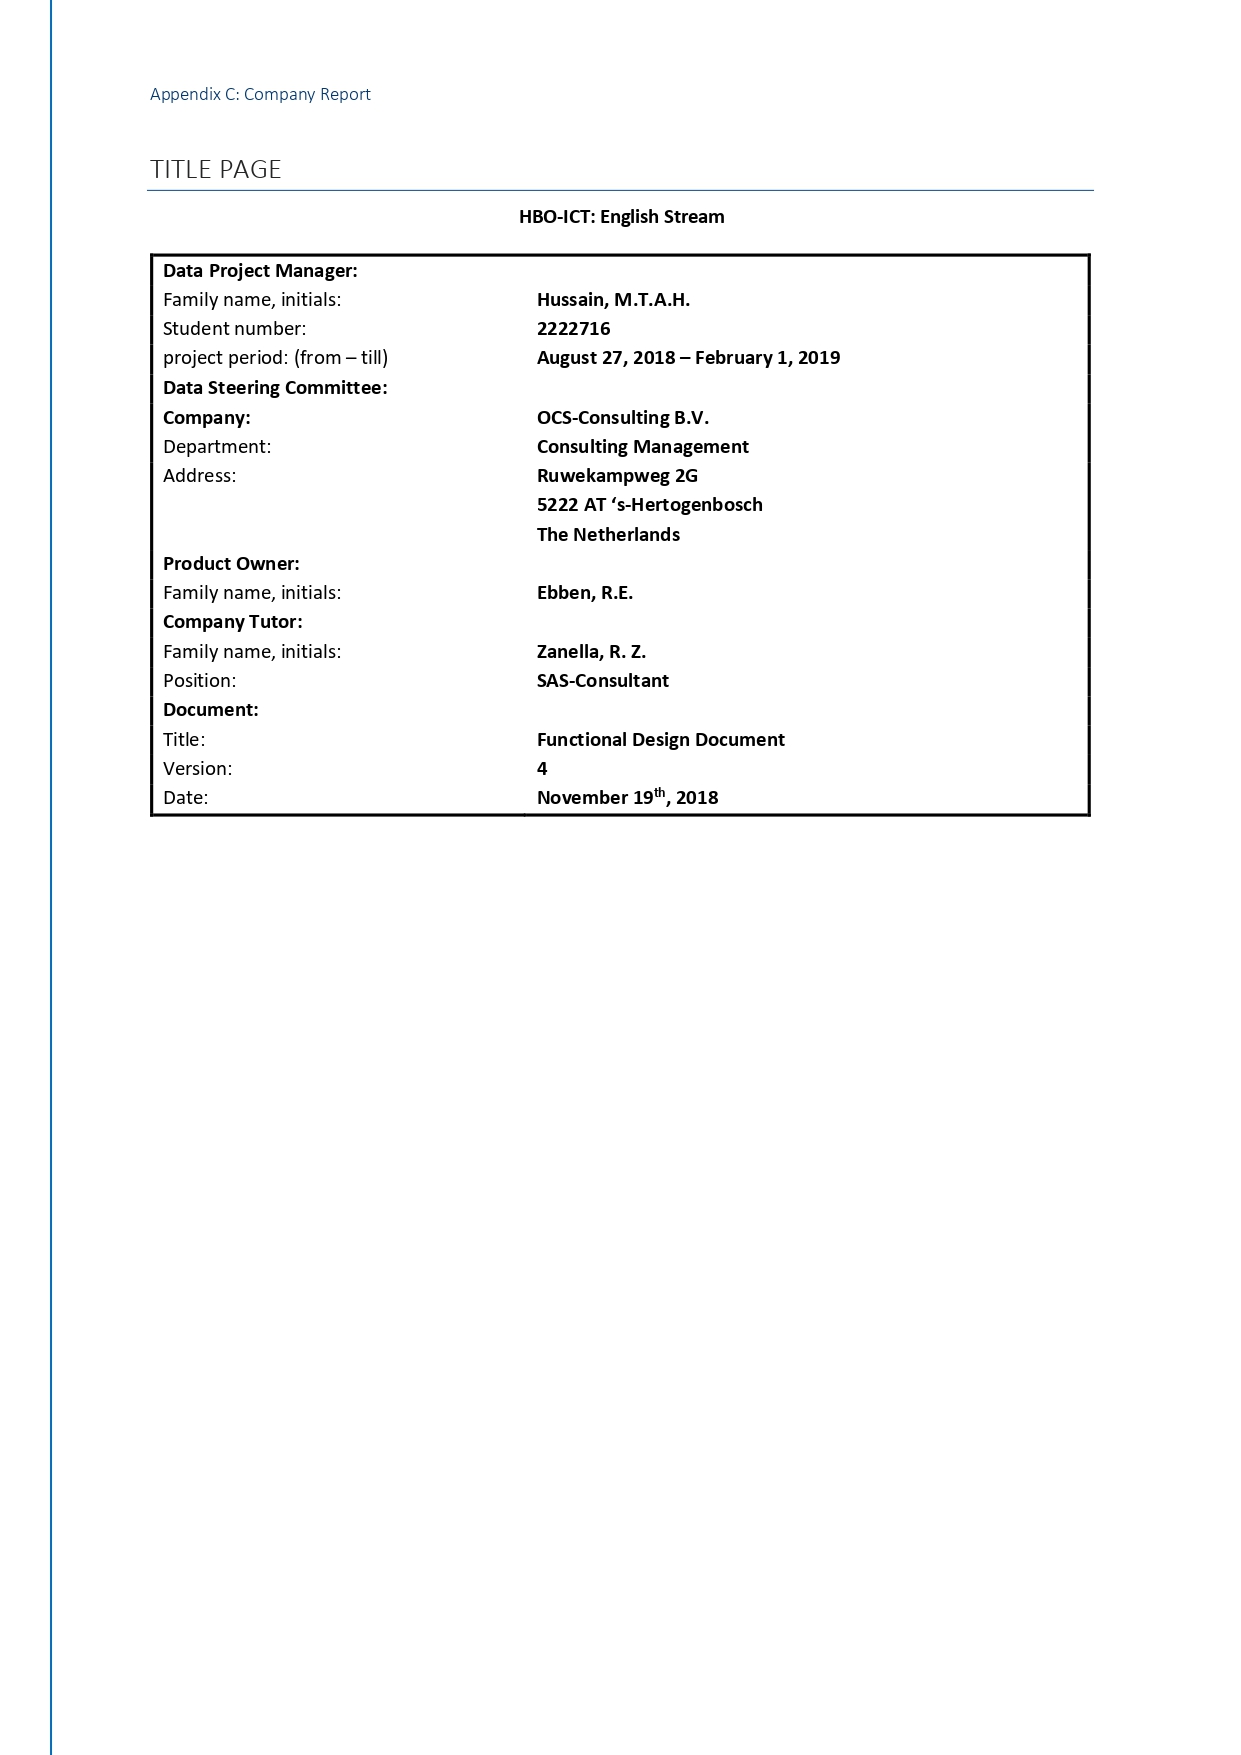 Appendix C: Company Report
TITLE PAGE
HBO-ICT: English Stream
Data Project Manager:
Family name, initials: Hussain, M.T.A.H.
Student number: 2222716
project period: (from – till) August 27, 2018 – February 1, 2019
Data Steering Committee:
Company: OCS-Consulting B.V.
Department: Consulting Management
Address: Ruwekampweg 2G
5222 AT ‘s-Hertogenbosch
The Netherlands
Product Owner:
Family name, initials: Ebben, R.E.
Company Tutor:
Family name, initials: Zanella, R. Z.
Position: SAS-Consultant
Document:
Title: Functional Design Document
Version: 4
Date: November 19th, 2018